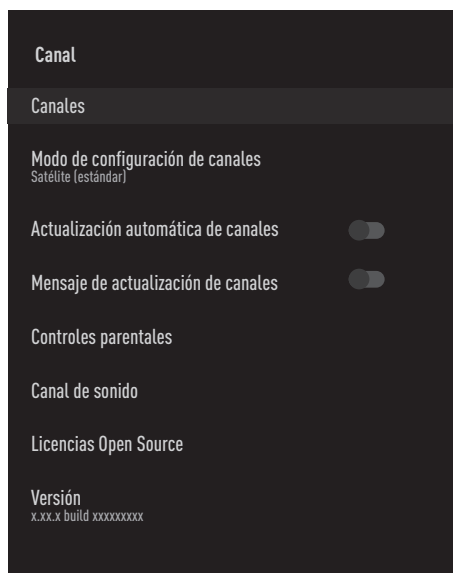 Canal
Canales
Modo de configuración de canales
Satélite (estándar)
Actualización automática de canales
Mensaje de actualización de canales
Controles parentales
Canal de sonido
Licencias Open Source
Versión
x.xx.x build xxxxxxxxx